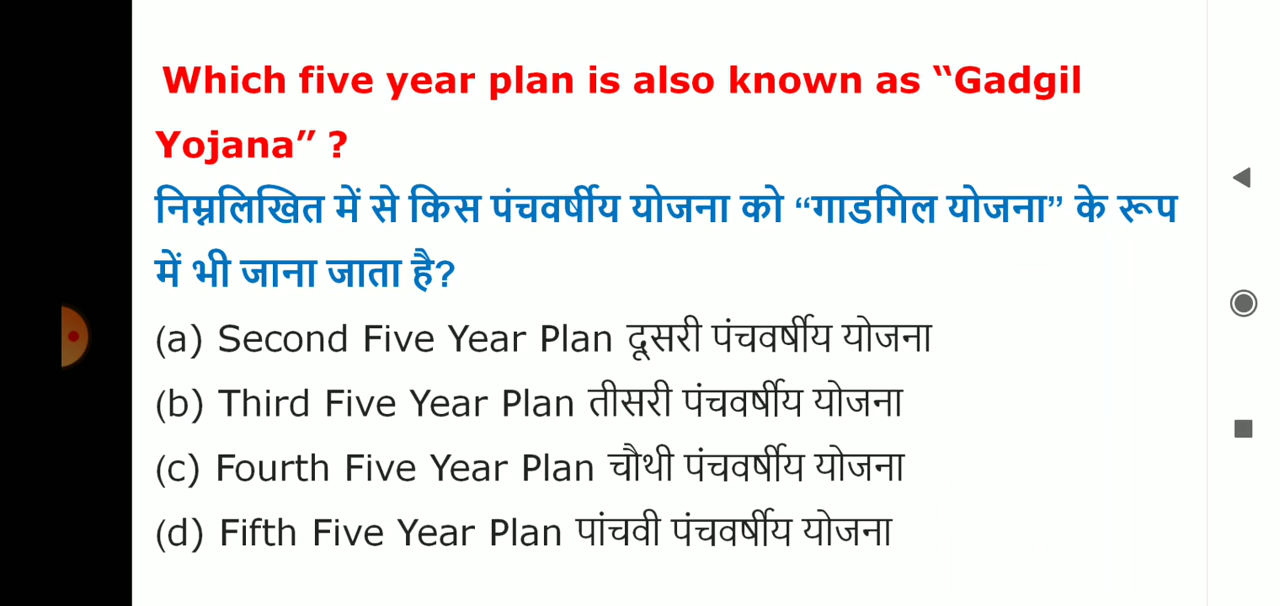 Which five year plan is also known as “Gadgil
Yojana” ?
निम्नलिखित में से किस पंचवर्षीय योजना को “गाडगिल योजना” के रूप
में भी जाना जाता है?
(a) Second Five Year Plan दूसरी पंचवर्षीय योजना
(b) Third Five Year Plan तीसरी पंचवर्षीय योजना
(c) Fourth Five Year Plan चौथी पंचवर्षीय योजना
(d) Fifth Five Year Plan पांचवी पंचवर्षीय योजना